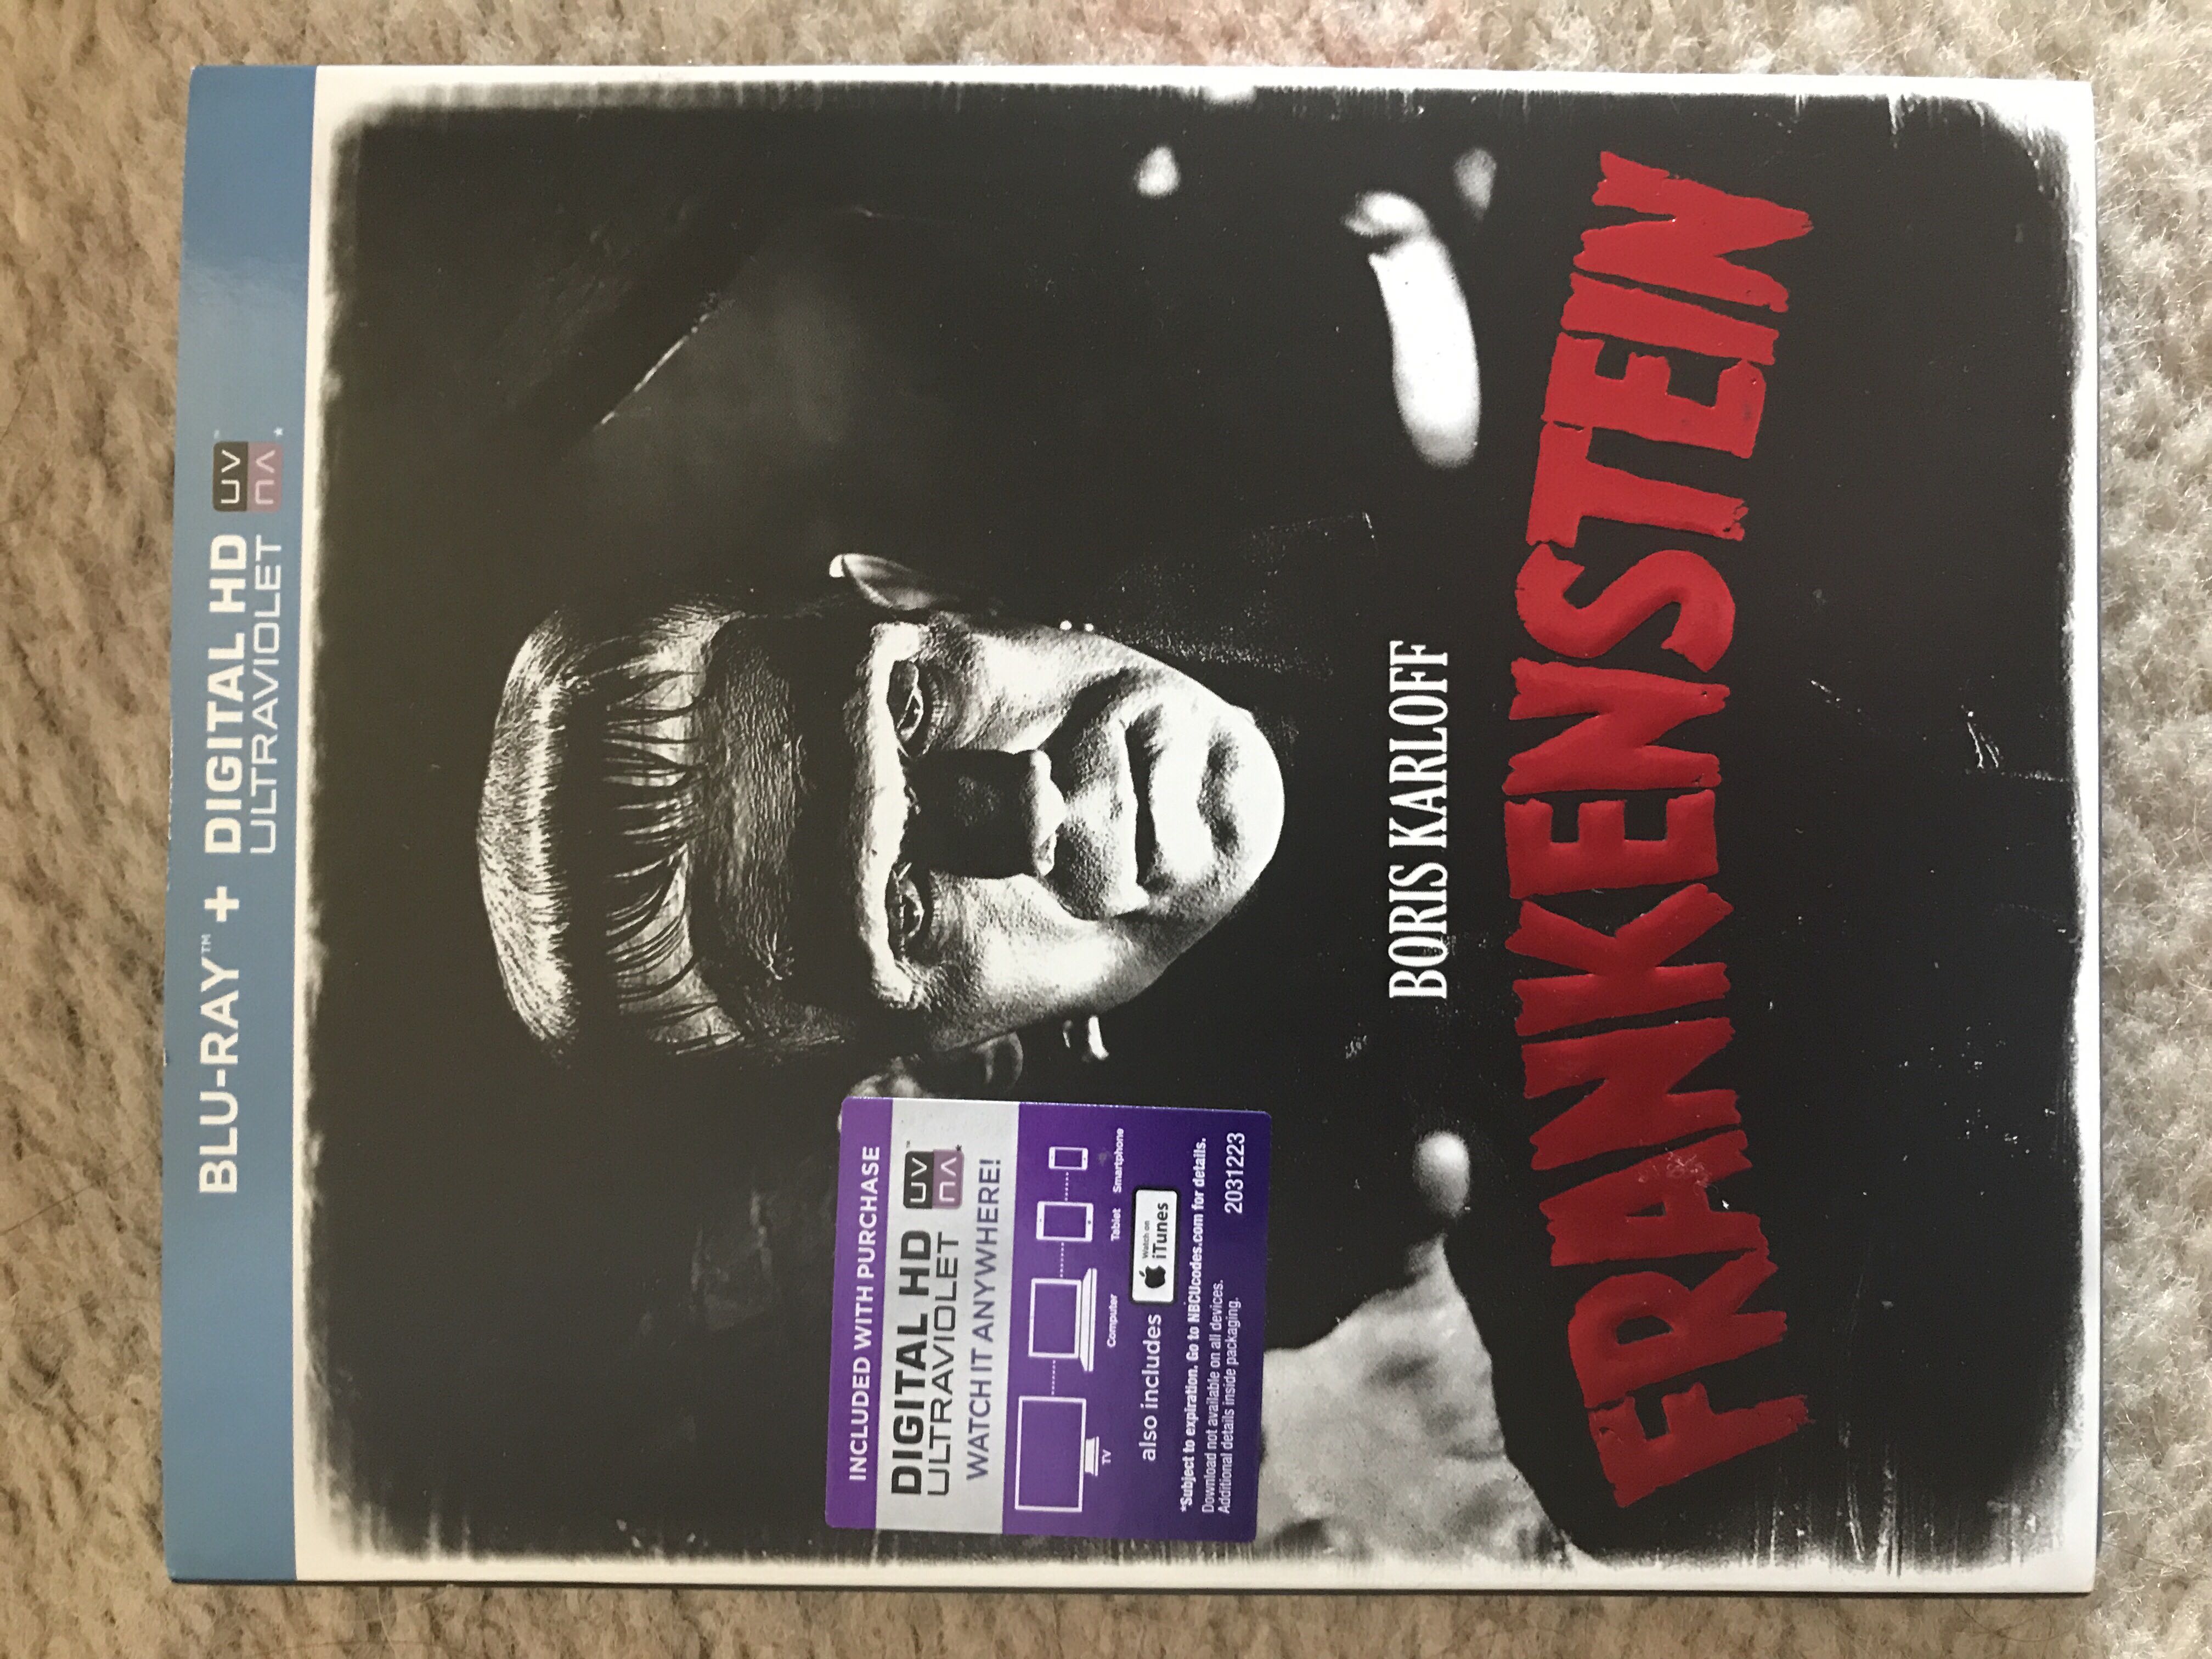 BLU-RAY™ + DIGITAL HD
ULTRAVIOLET UV™*
INCLUDED WITH PURCHASE
DIGITAL HD
ULTRAVIOLET UV™*
WATCH IT ANYWHERE!
TV Computer Tablet Smartphone
also includes Watch on iTunes
*Subject to expiration. Go to NBCUcodes.com for details.
Download not available on all devices.
Additional details inside packaging. 2031223
BORIS KARLOFF
FRANKENSTEIN